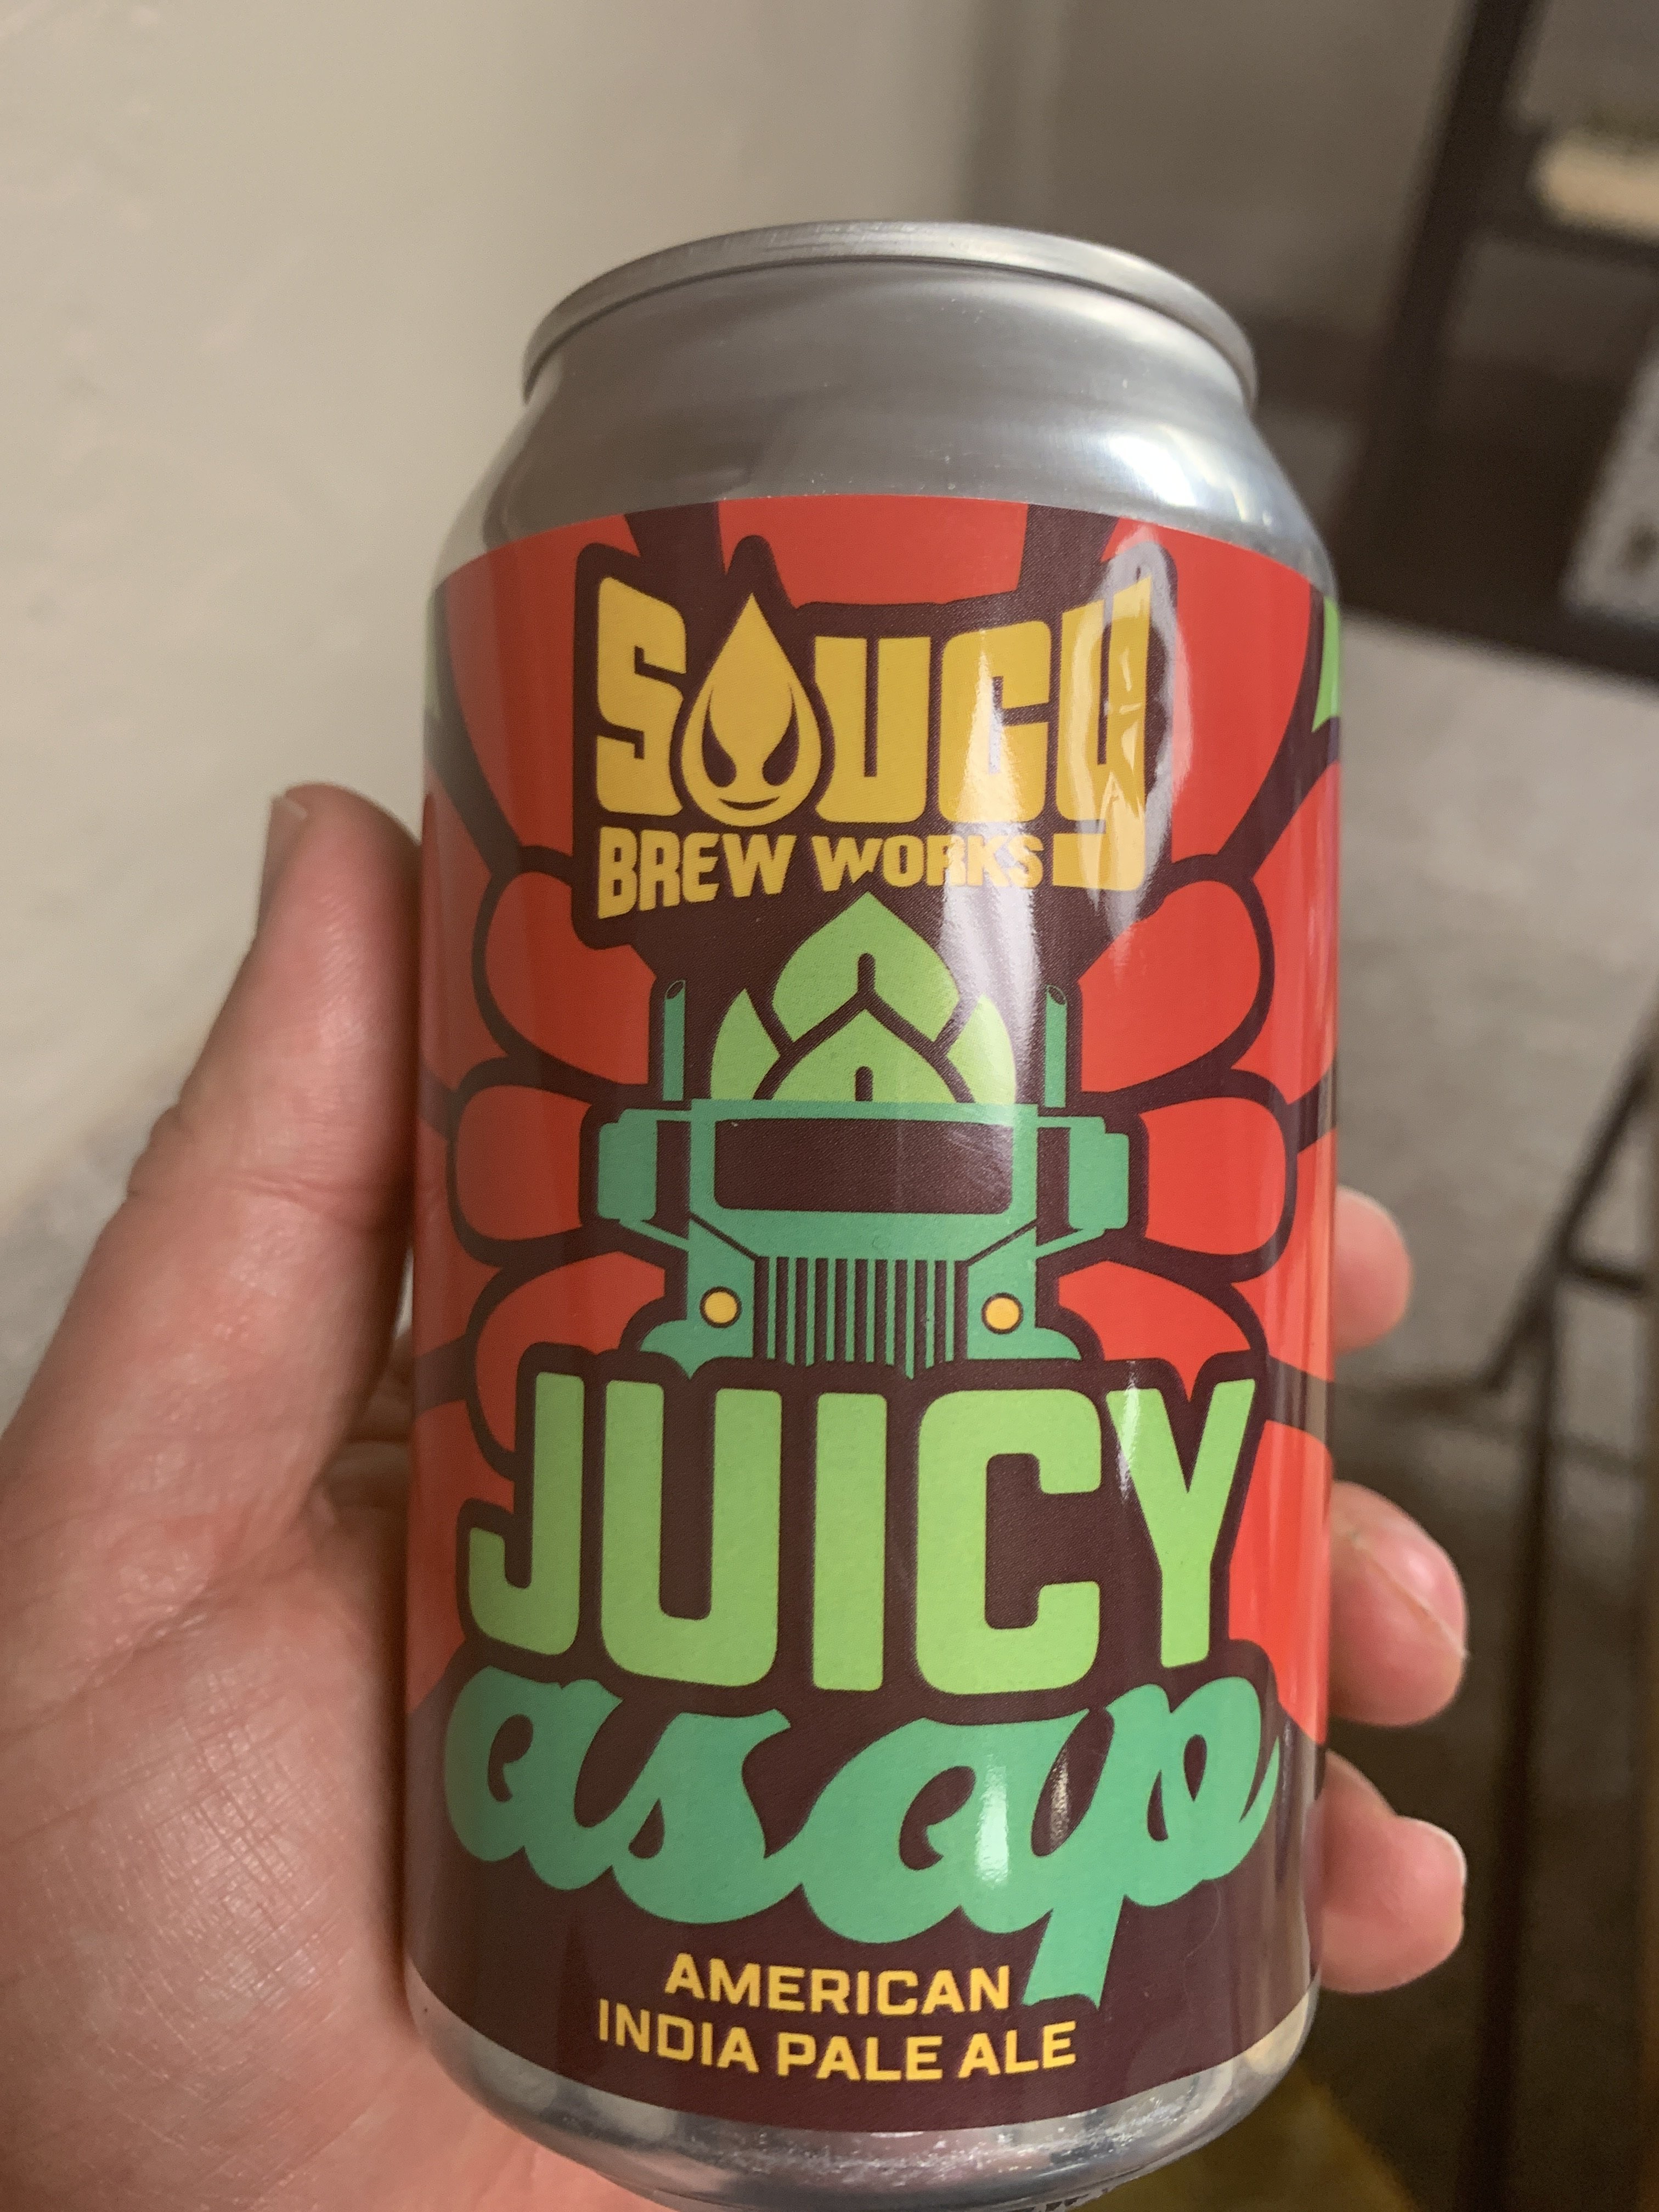 SAUCY
BREW WORKS
JUICY
asap
AMERICAN
INDIA PALE ALE